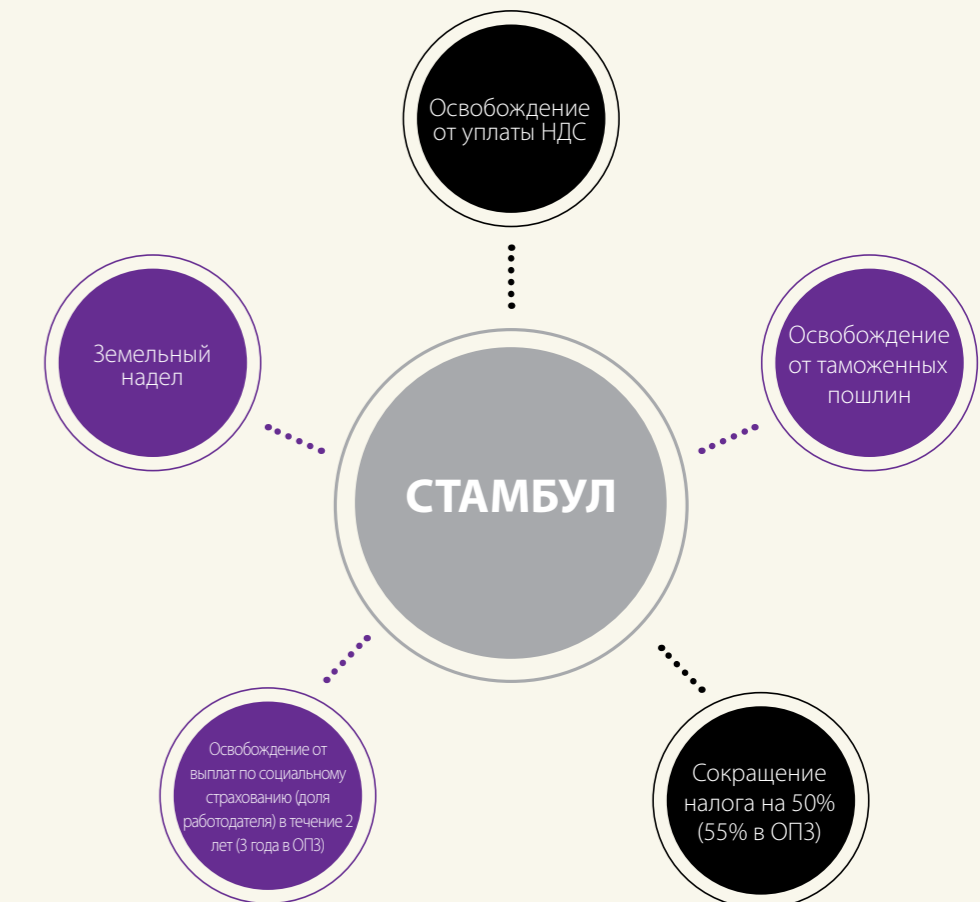 Освобождение
от уплаты НДС
Земельный
надел
Освобождение
от таможенных
пошлин
СТАМБУЛ
Освобождение от
выплат по социальному
страхованию (доля
работодателя) в течение 2
лет (3 года в ОПЗ)
Сокращение
налога на 50%
(55% в ОПЗ)